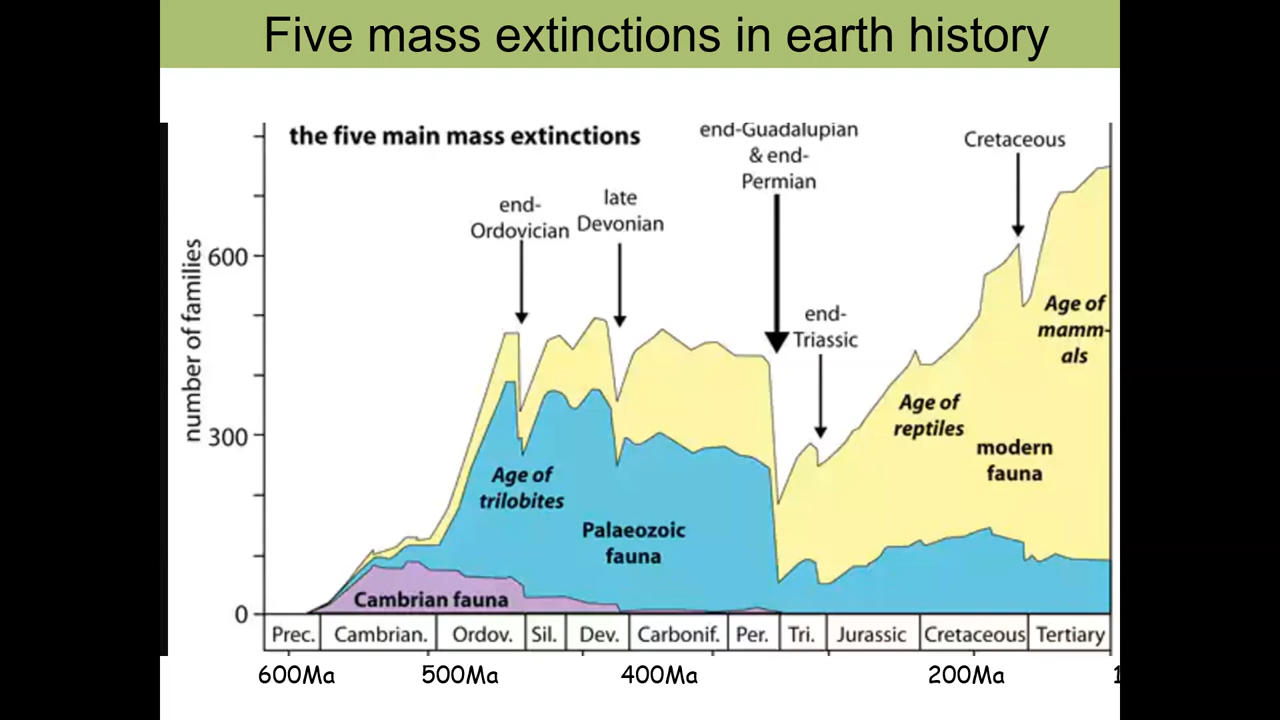 Five mass extinctions in earth history
the five main mass extinctions
end-Guadalupian
& end-
Permian
Cretaceous
end-
Ordovician
late
Devonian
end-
Triassic
number of families
600
300
0
Age of
mamm-
als
Age of
reptiles
modern
fauna
Age of
trilobites
Palaeozoic
fauna
Cambrian fauna
Prec. Cambrian. Ordov. Sil. Dev. Carbonif. Per. Tri. Jurassic Cretaceous Tertiary
600Ma 500Ma 400Ma 200Ma